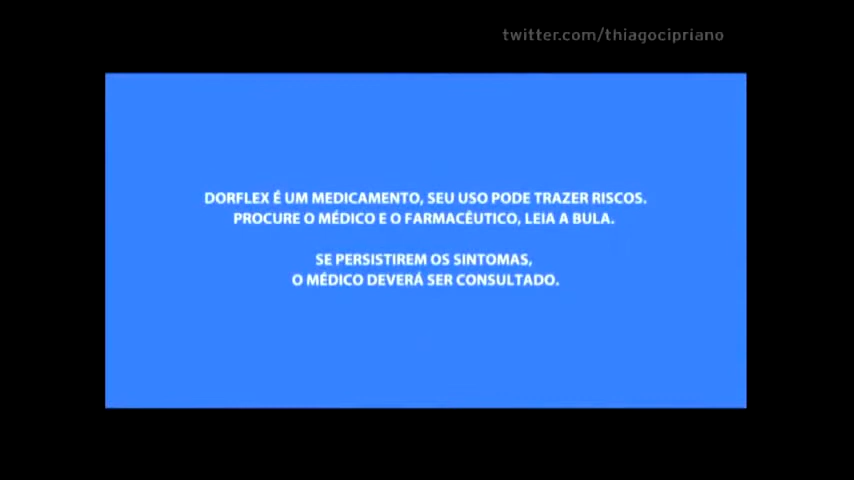 twitter.com/thiagocipriano
DORFLEX É UM MEDICAMENTO, SEU USO PODE TRAZER RISCOS.
PROCURE O MÉDICO E O FARMACÊUTICO, LEIA A BULA.
SE PERSISTIREM OS SINTOMAS,
O MÉDICO DEVERÁ SER CONSULTADO.